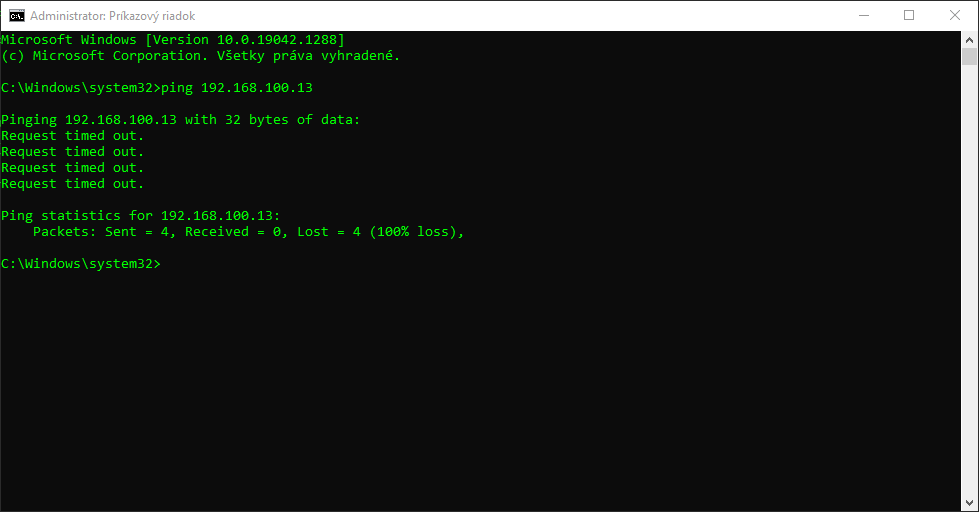 Administrator: Príkazový riadok
Microsoft Windows [Version 10.0.19042.1288]
(c) Microsoft Corporation. Všetky práva vyhradené.
C:\Windows\system32>ping 192.168.100.13
Pinging 192.168.100.13 with 32 bytes of data:
Request timed out.
Request timed out.
Request timed out.
Request timed out.
Ping statistics for 192.168.100.13:
    Packets: Sent = 4, Received = 0, Lost = 4 (100% loss),
C:\Windows\system32>